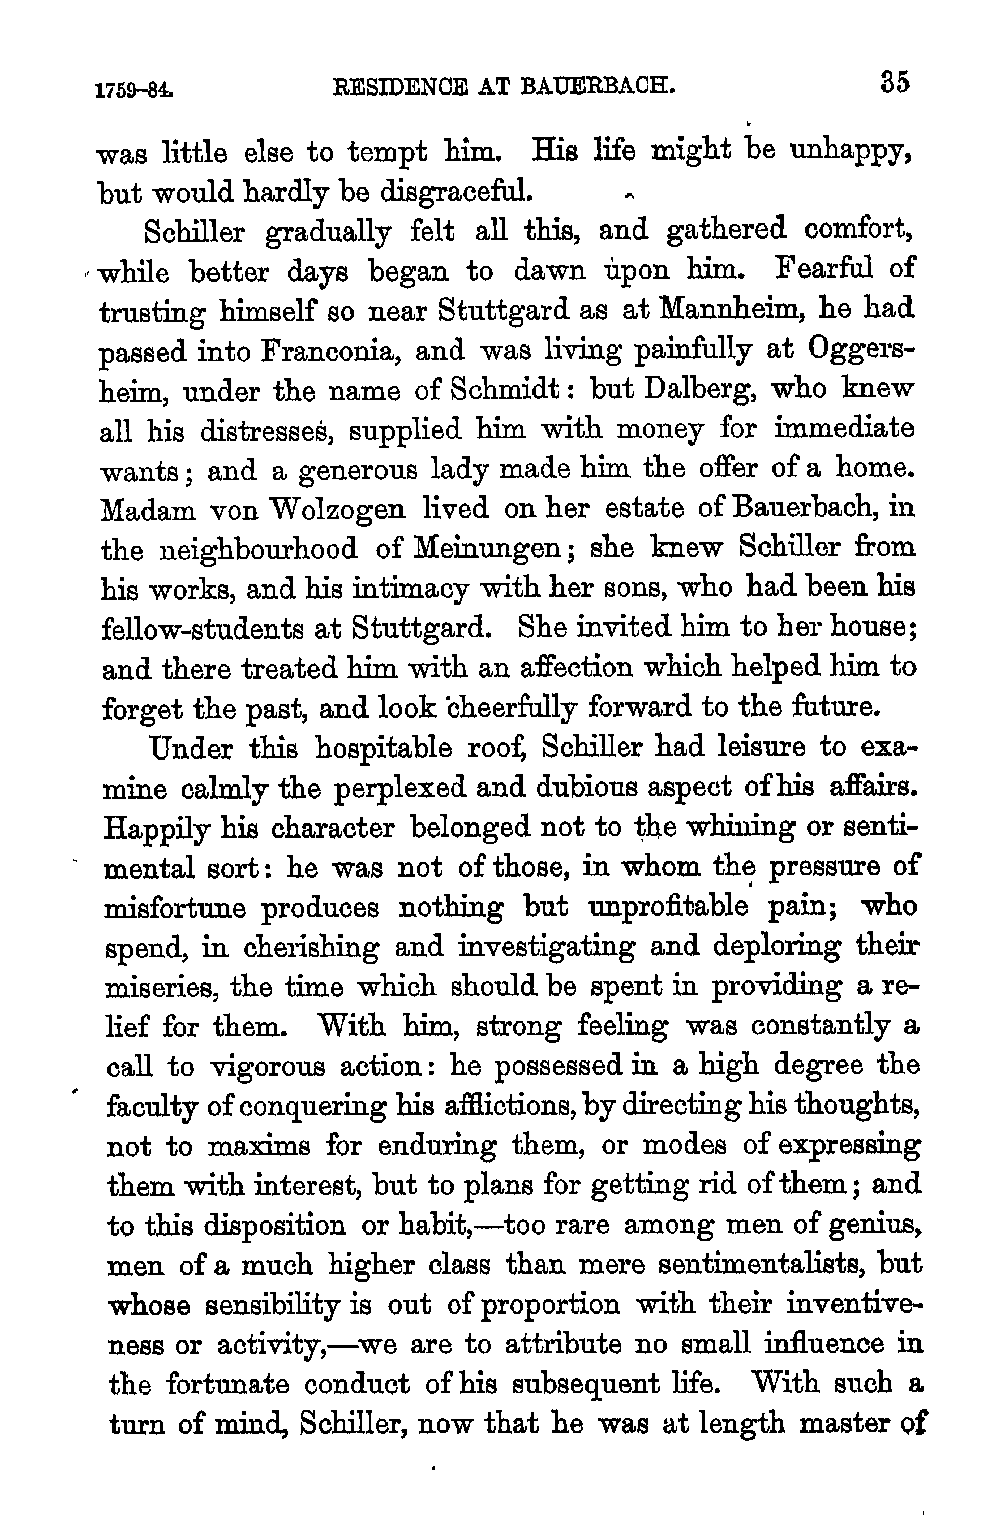 1759–84. RESIDENCE AT BAUERBACH. 35
was little else to tempt him. His life might be unhappy,
but would hardly be disgraceful.
Schiller gradually felt all this, and gathered comfort,
while better days began to dawn upon him. Fearful of
trusting himself so near Stuttgard as at Mannheim, he had
passed into Franconia, and was living painfully at Oggers-
heim, under the name of Schmidt: but Dalberg, who knew
all his distresses, supplied him with money for immediate
wants; and a generous lady made him the offer of a home.
Madam von Wolzogen lived on her estate of Bauerbach, in
the neighbourhood of Meinungen; she knew Schiller from
his works, and his intimacy with her sons, who had been his
fellow-students at Stuttgard. She invited him to her house;
and there treated him with an affection which helped him to
forget the past, and look cheerfully forward to the future.
Under this hospitable roof, Schiller had leisure to exa-
mine calmly the perplexed and dubious aspect of his affairs.
Happily his character belonged not to the whining or senti-
mental sort: he was not of those, in whom the pressure of
misfortune produces nothing but unprofitable pain; who
spend, in cherishing and investigating and deploring their
miseries, the time which should be spent in providing a re-
lief for them. With him, strong feeling was constantly a
call to vigorous action: he possessed in a high degree the
faculty of conquering his afflictions, by directing his thoughts,
not to maxims for enduring them, or modes of expressing
them with interest, but to plans for getting rid of them; and
to this disposition or habit,—too rare among men of genius,
men of a much higher class than mere sentimentalists, but
whose sensibility is out of proportion with their inventive-
ness or activity,—we are to attribute no small influence in
the fortunate conduct of his subsequent life. With such a
turn of mind, Schiller, now that he was at length master of